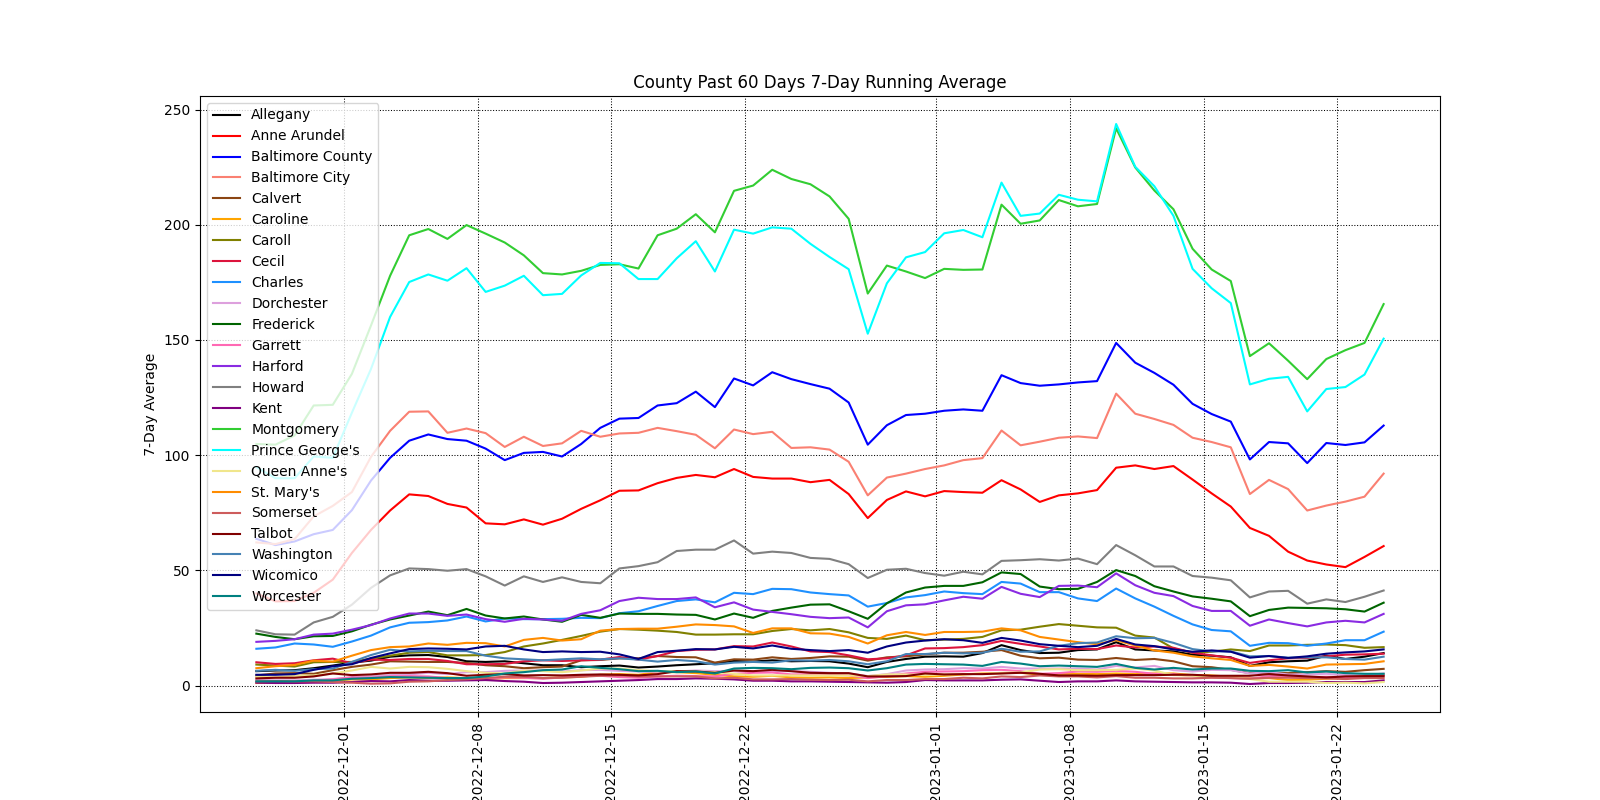 County Past 60 Days 7-Day Running Average
7-Day Average
250
200
150
100
50
0
Allegany
Anne Arundel
Baltimore County
Baltimore City
Calvert
Caroline
Caroll
Cecil
Charles
Dorchester
Frederick
Garrett
Harford
Howard
Kent
Montgomery
Prince George's
Queen Anne's
St. Mary's
Somerset
Talbot
Washington
Wicomico
Worcester
2022-12-01
2022-12-08
2022-12-15
2022-12-22
2023-01-01
2023-01-08
2023-01-15
2023-01-22